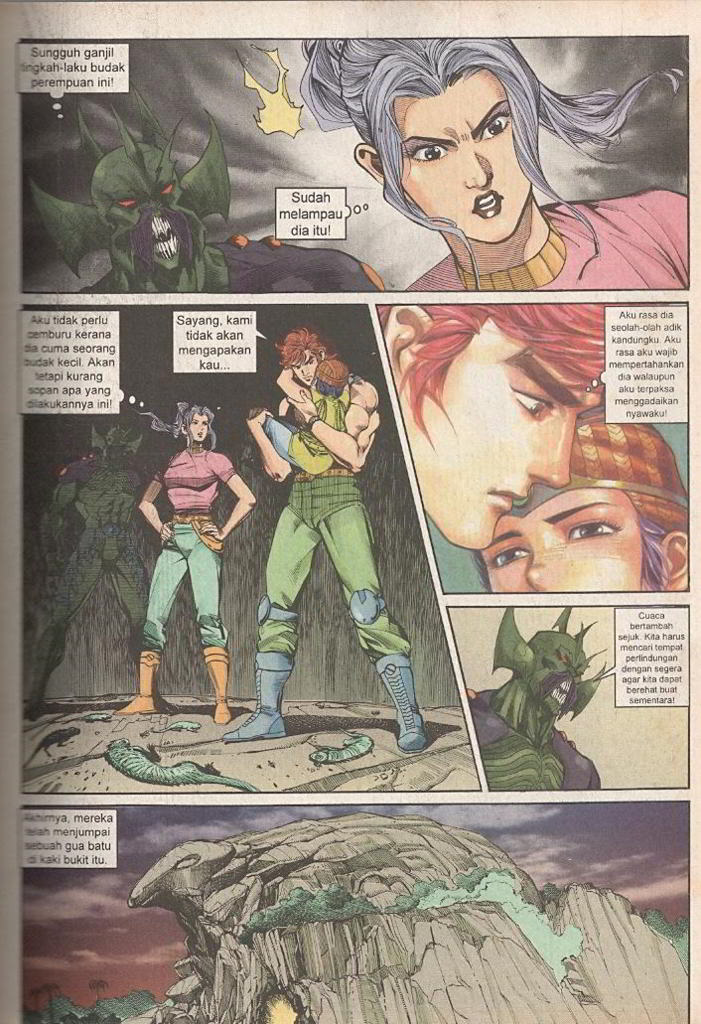 Sungguh ganjil
tingkah-laku budak
perempuan ini!
Sudah
melampau
dia itu!
Aku tidak perlu
cemburu kerana
dia cuma seorang
budak kecil. Akan
tetapi kurang
sopan apa yang
dilakukannya ini!
Sayang, kami
tidak akan
mengapakan
kau...
Aku rasa dia
seolah-olah adik
kandungku. Aku
rasa aku wajib
mempertahankan
dia walaupun
aku terpaksa
menggadaikan
nyawaku!
Cuaca
bertambah
sejuk. Kita harus
mencari tempat
perlindungan
dengan segera
agar kita dapat
berehat buat
sementara!
Akhirnya, mereka
telah menjumpai
sebuah gua batu
di kaki bukit itu.